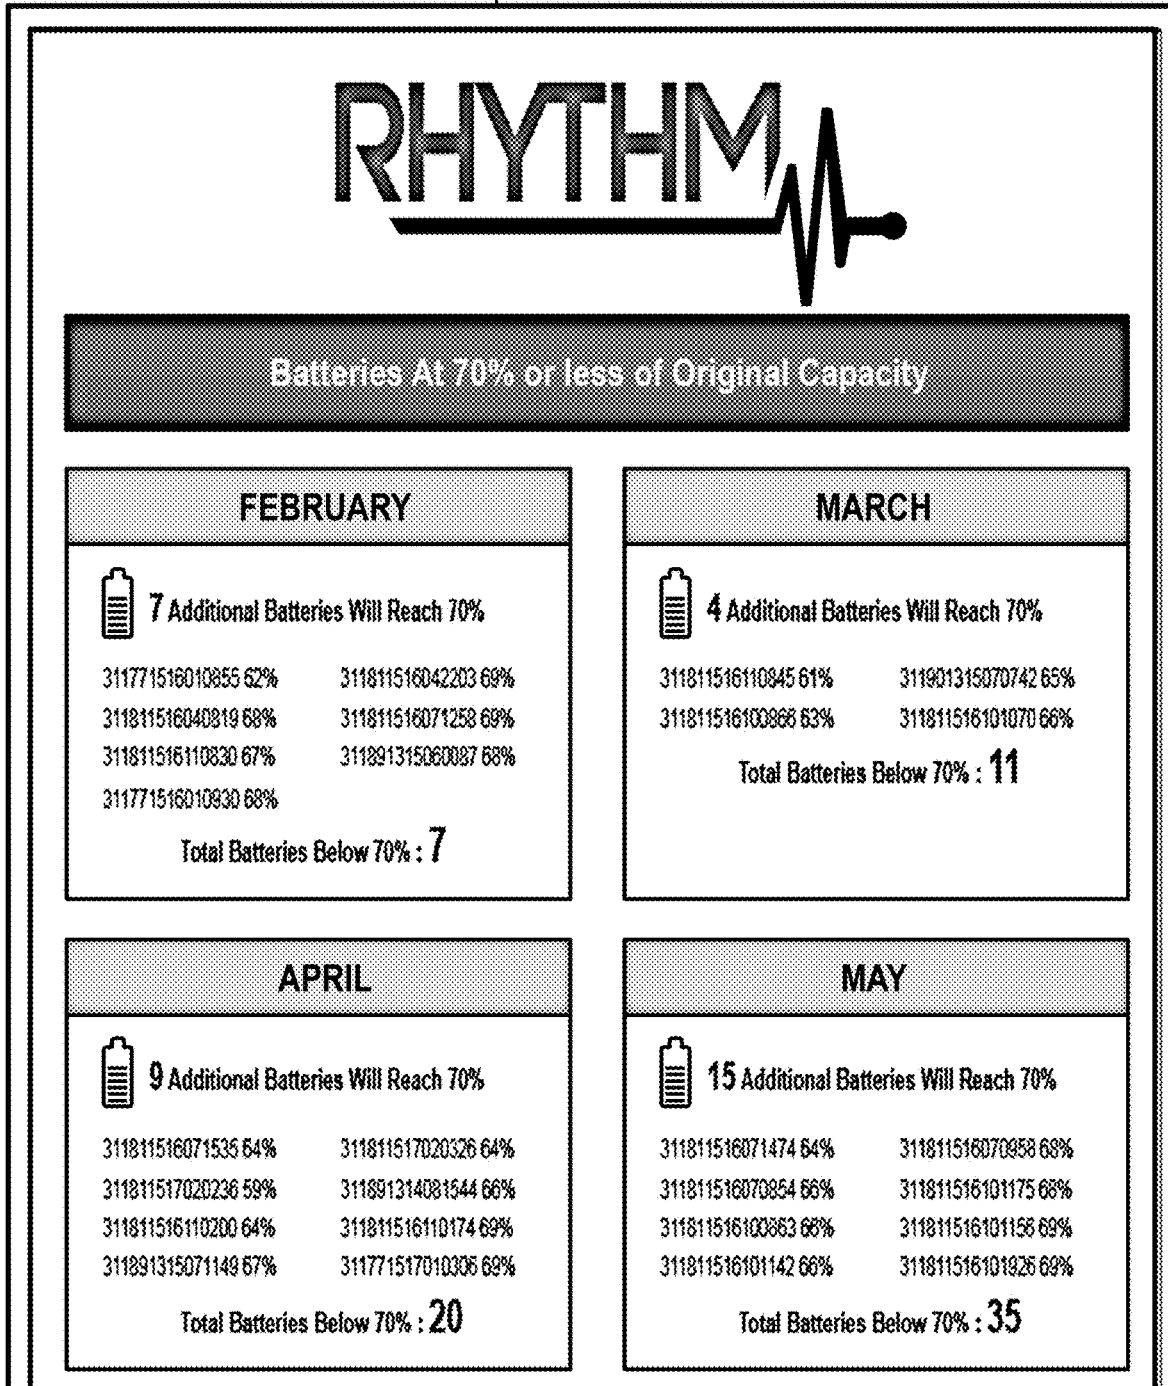 RHYTHM
Batteries At 70% or less of Original Capacity
FEBRUARY
7 Additional Batteries Will Reach 70%
311771516010855 62% 311811516042203 69%
311811516040819 68% 311811516071258 69%
311811516110830 67% 311891315060087 68%
311771516010930 68%
Total Batteries Below 70% : 7
MARCH
4 Additional Batteries Will Reach 70%
311811516110845 61% 311901315070742 65%
311811516100866 63% 311811516101070 66%
Total Batteries Below 70% : 11
APRIL
9 Additional Batteries Will Reach 70%
311811516071535 64% 311811517020326 64%
311811517020236 59% 311891314081544 66%
311811516110200 64% 311811516110174 69%
311891315071149 67% 311771517010306 69%
Total Batteries Below 70% : 20
MAY
15 Additional Batteries Will Reach 70%
311811516071474 64% 311811516070958 68%
311811516070854 66% 311811516101175 68%
311811516100863 66% 311811516101156 69%
311811516101142 66% 311811516101926 69%
Total Batteries Below 70% : 35